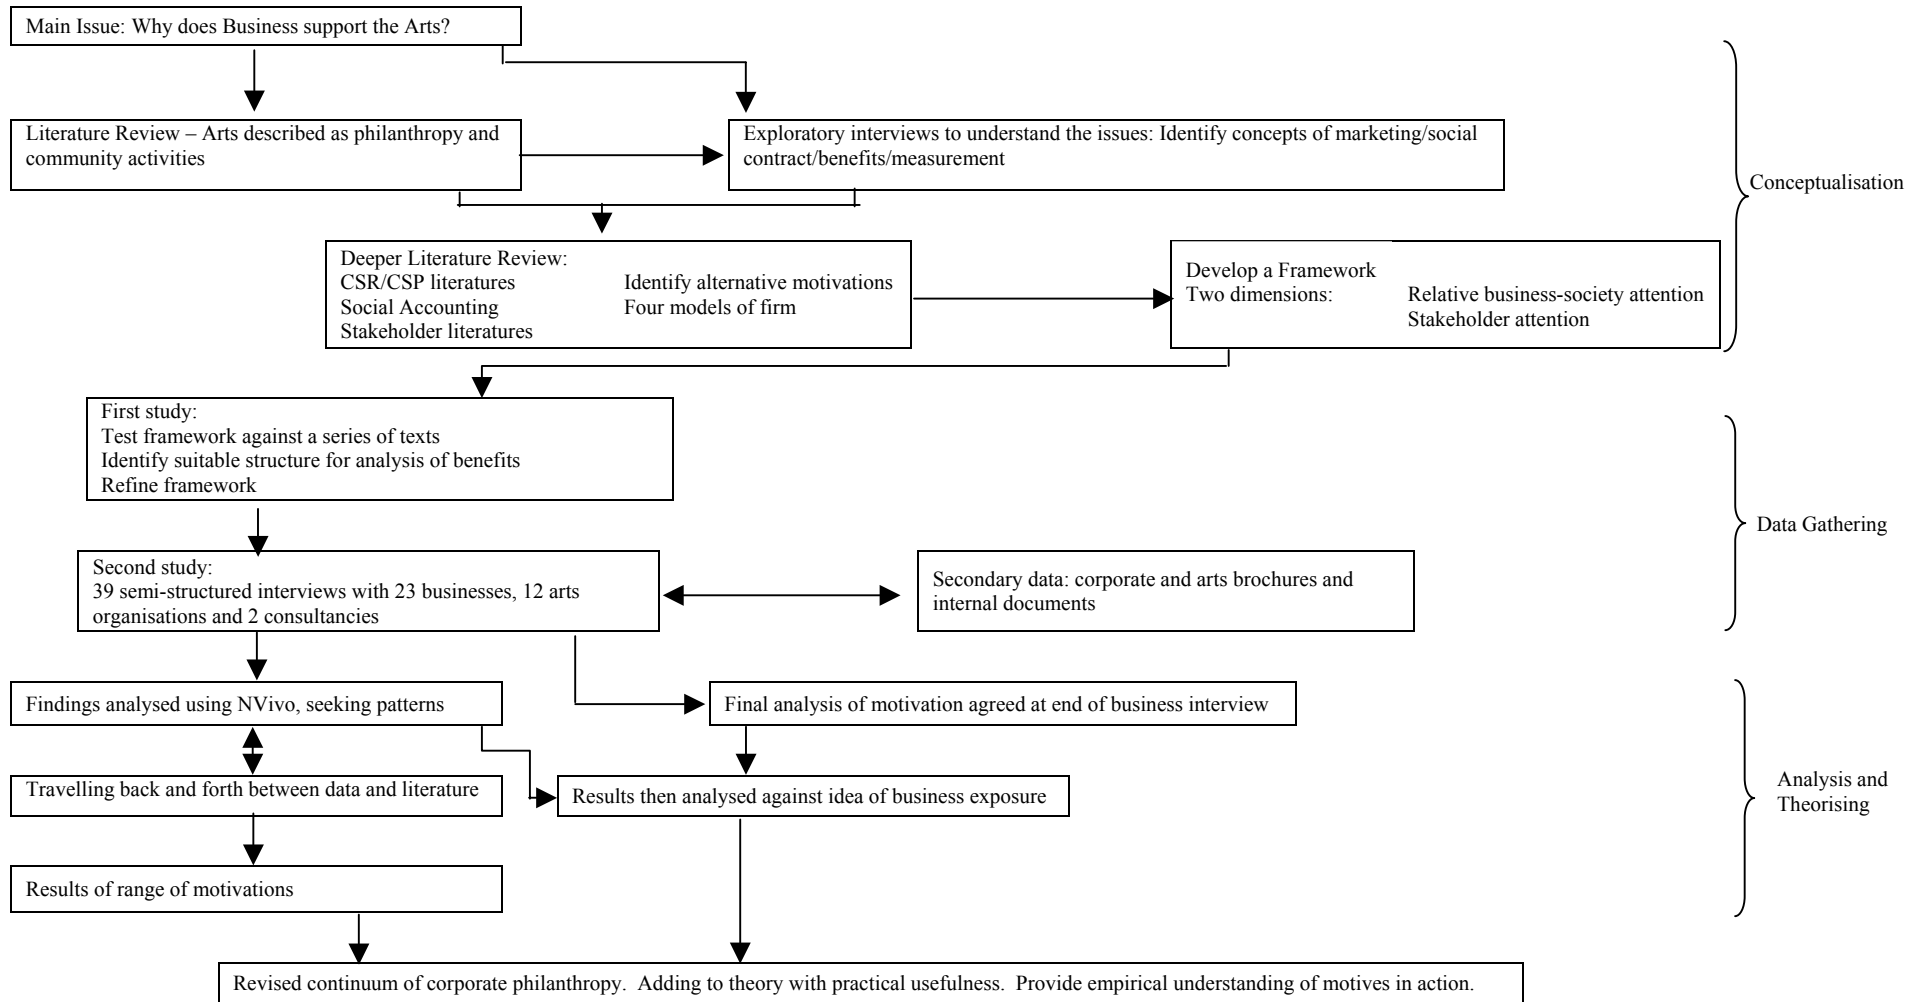 Main Issue: Why does Business support the Arts?
Literature Review – Arts described as philanthropy and
community activities
Exploratory interviews to understand the issues: Identify concepts of marketing/social
contract/benefits/measurement
Conceptualisation
Deeper Literature Review:
CSR/CSP literatures
Social Accounting
Stakeholder literatures
Identify alternative motivations
Four models of firm
Develop a Framework
Two dimensions:
Relative business-society attention
Stakeholder attention
First study:
Test framework against a series of texts
Identify suitable structure for analysis of benefits
Refine framework
Data Gathering
Second study:
39 semi-structured interviews with 23 businesses, 12 arts
organisations and 2 consultancies
Secondary data: corporate and arts brochures and
internal documents
Findings analysed using NVivo, seeking patterns
Final analysis of motivation agreed at end of business interview
Travelling back and forth between data and literature
Results then analysed against idea of business exposure
Analysis and
Theorising
Results of range of motivations
Revised continuum of corporate philanthropy.  Adding to theory with practical usefulness.  Provide empirical understanding of motives in action.